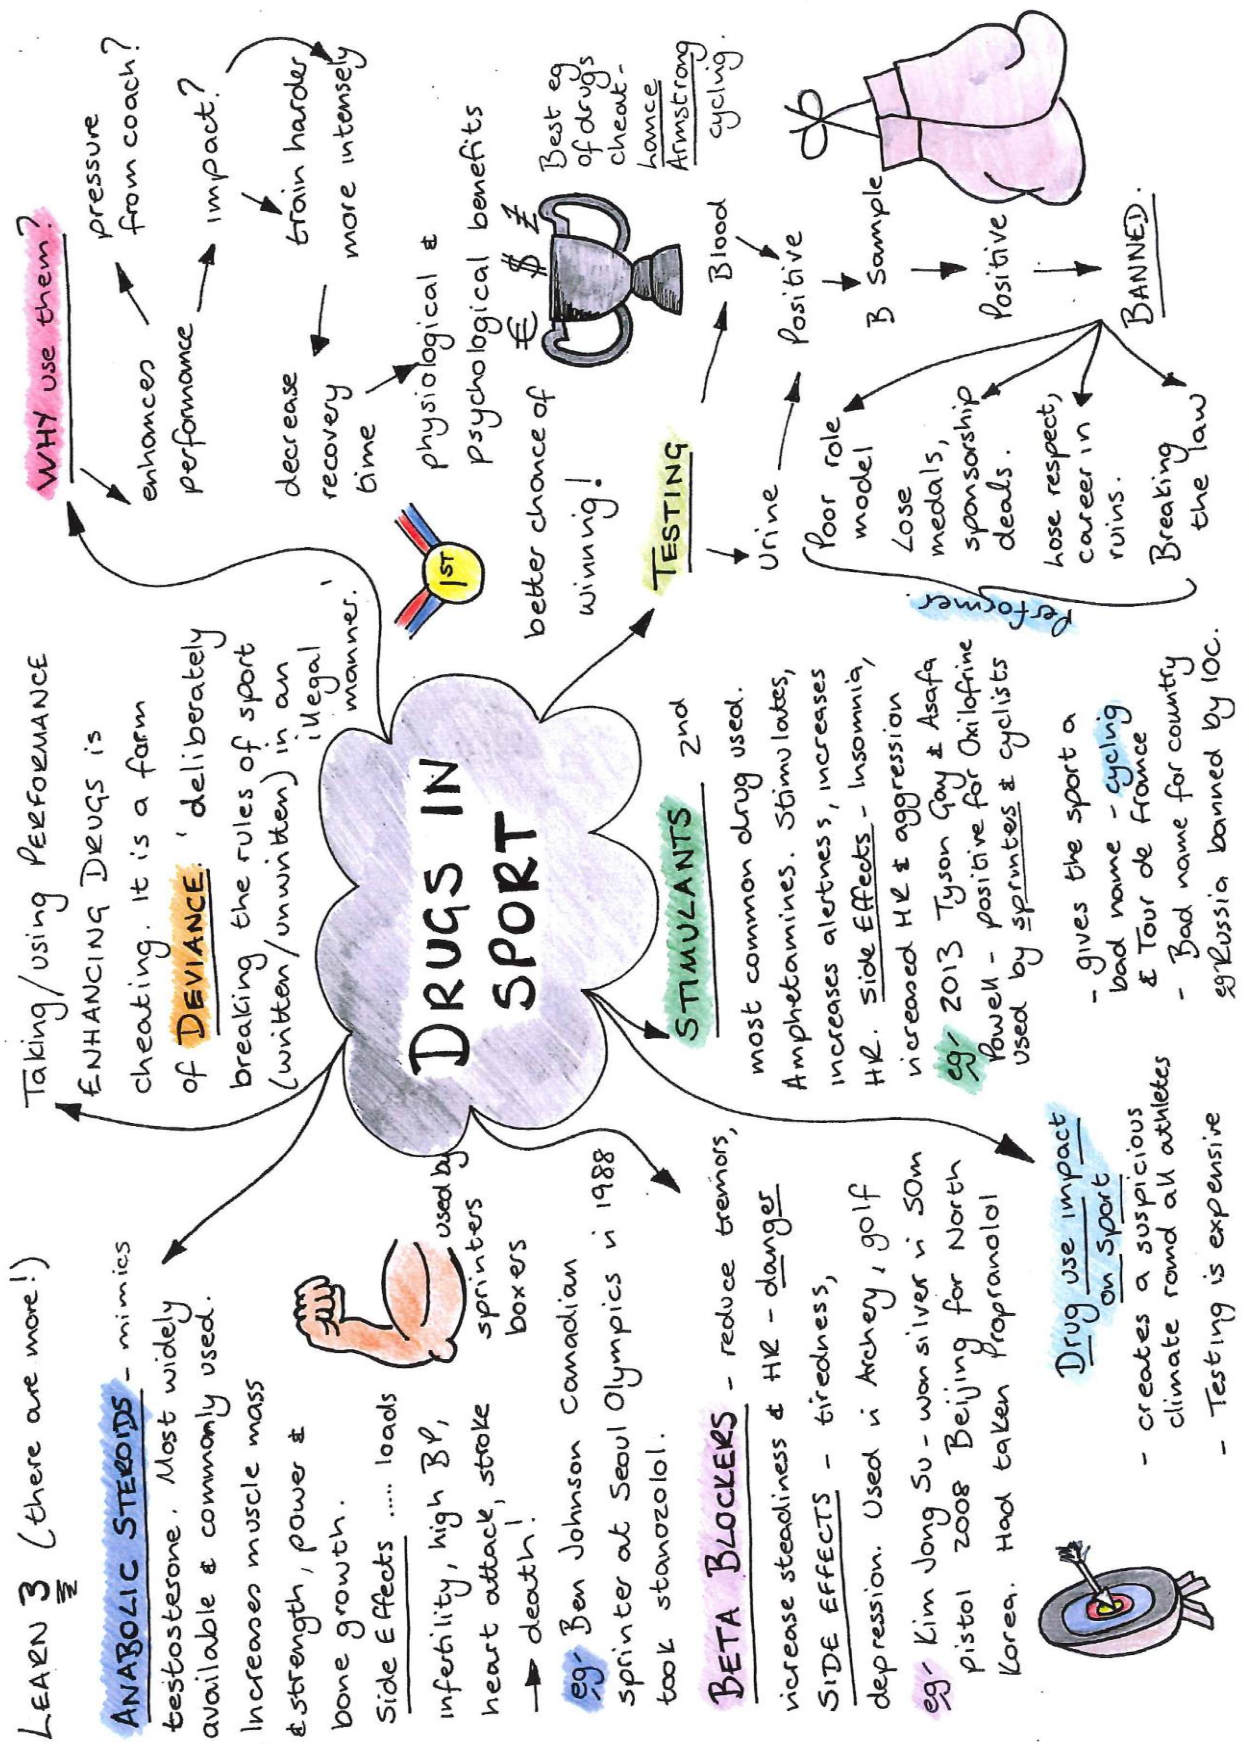 LEARN 3 (there are more!)
ANABOLIC STEROIDS - mimics
testosterone. Most widely
available & commonly used.
Increases muscle mass
& strength, power &
bone growth.
Side Effects ..... loads
infertility, high BP,
heart attack, stroke
→ death!
used by
sprinters
boxers
eg- Ben Johnson Canadian
sprinter at Seoul Olympics in 1988
took stanozolol.
BETA BLOCKERS - reduce tremors,
increase steadiness & HR - danger
SIDE EFFECTS - tiredness,
depression. Used in Archery, golf
eg- Kim Jong Su - won silver in 50m
pistol 2008 Beijing for North
Korea. Had taken Propranolol
Taking/using PERFORMANCE
ENHANCING DRUGS is
cheating. It is a form
of DEVIANCE. 'deliberately
breaking the rules of sport
(written/unwritten) in an
illegal
manner.'
DRUGS IN
SPORT
STIMULANTS 2nd
most common drug used.
Amphetamines. Stimulates,
increases alertness, increases
HR. Side Effects - Insomnia,
increased HR & aggression
eg- 2013 Tyson Gay & Asafa
Powell - positive for Oxilofrine
used by sprintes & cyclists
Drug use impact
on sport
- creates a suspicious
climate round all athletes
- Testing is expensive
- gives the sport a
bad name - cycling
& Tour de france
- Bad name for country
eg Russia banned by IOC.
WHY use them?
enhances
performance
pressure
from coach?
impact?
train harder
more intensely
decrease
recovery
time
physiological &
psychological benefits
1ST
better chance of
winning!
€ $ £
Best eg
of drugs
cheat -
Lance
Armstrong
cycling.
TESTING
Urine
Blood
Positive
B Sample
Positive
BANNED.
Poor role
model
Lose
medals,
sponsorship
deals.
Lose respect,
career in
ruins.
Breaking
the law
Performer